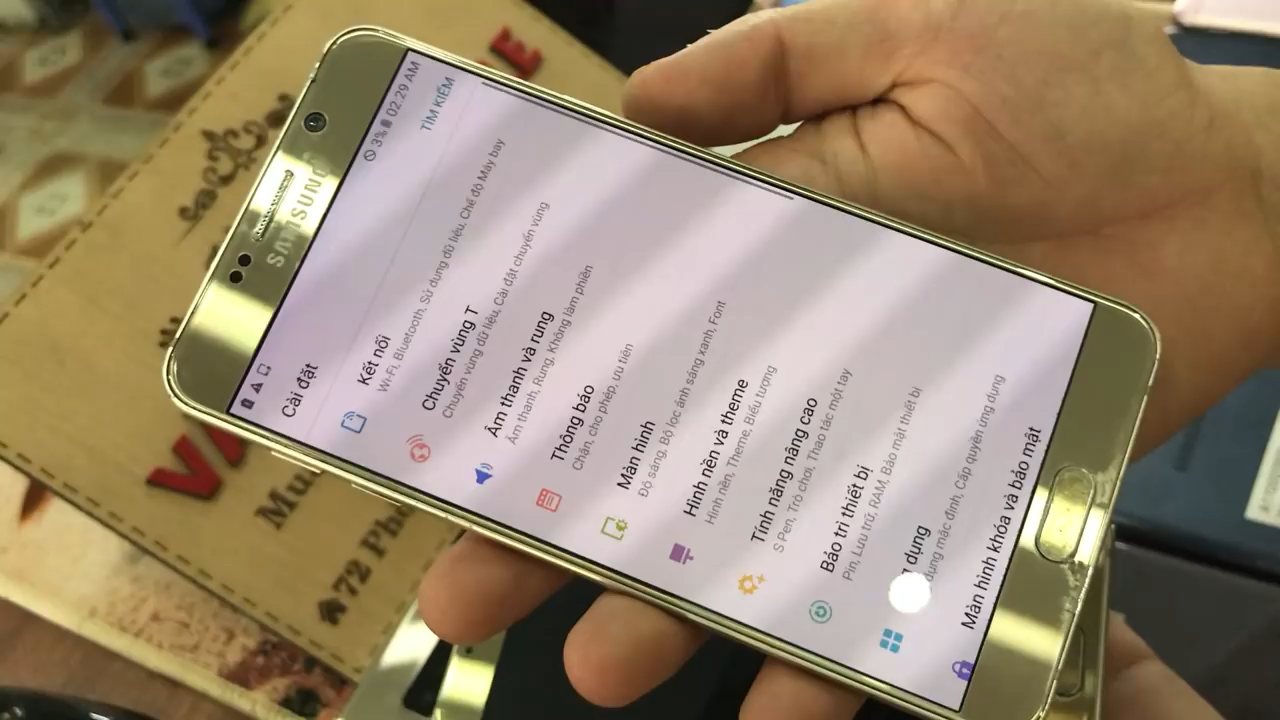 SAMSUNG
3% 02:29 AM
Cài đặt
TÌM KIẾM
Kết nối
Wi-Fi, Bluetooth, Sử dụng dữ liệu, Chế độ Máy bay
Chuyển vùng T
Chuyển vùng dữ liệu, Cài đặt chuyển vùng
Âm thanh và rung
Âm thanh, Rung, Không làm phiền
Thông báo
Chặn, cho phép, ưu tiên
Màn hình
Độ sáng, Bộ lọc ánh sáng xanh, Font
Hình nền và theme
Hình nền, Theme, Biểu tượng
Tính năng nâng cao
S Pen, Trò chơi, Thao tác một tay
Bảo trì thiết bị
Pin, Lưu trữ, RAM, Bảo mật thiết bị
dụng
dụng mặc định, Cấp quyền ứng dụng
Màn hình khóa và bảo mật
72